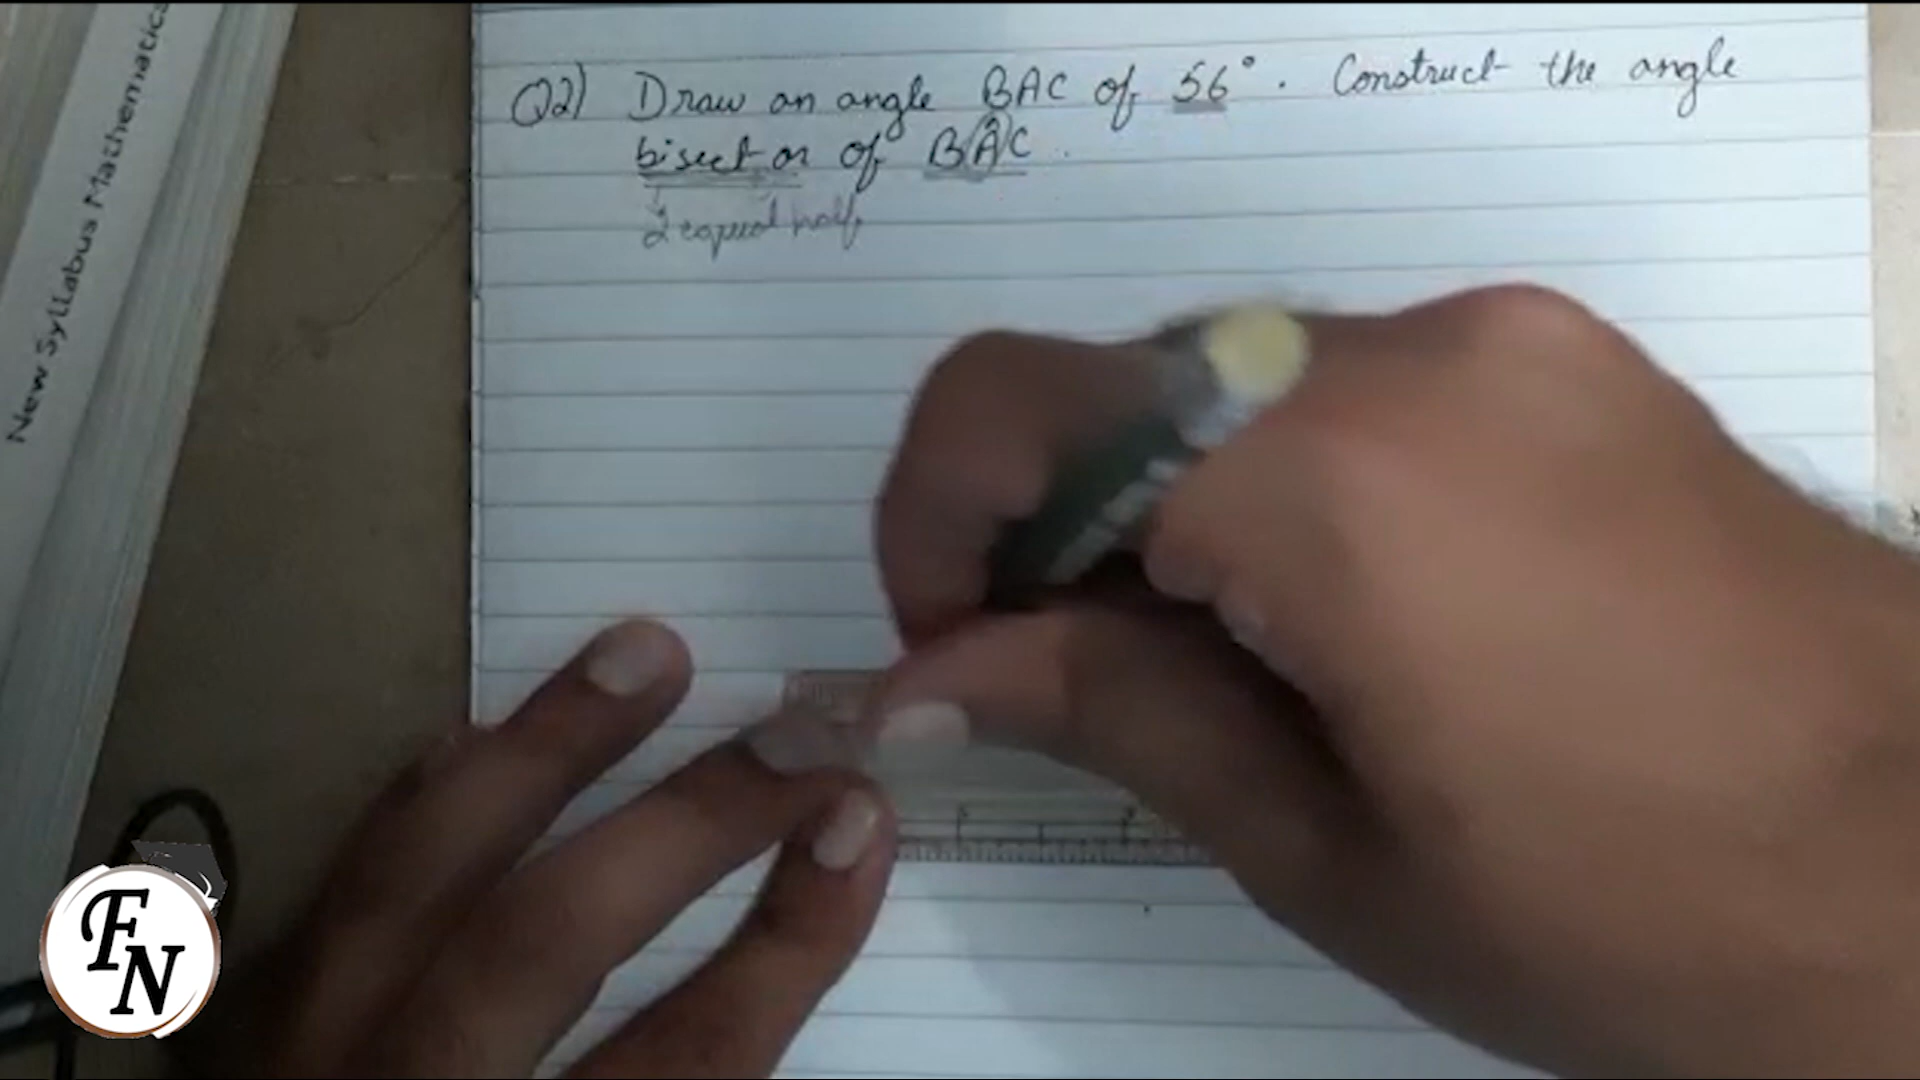 Q2) Draw an angle BAC of 56°. Construct the angle
bisector of BÂC.
2 equal half
New Syllabus Mathematics
FN